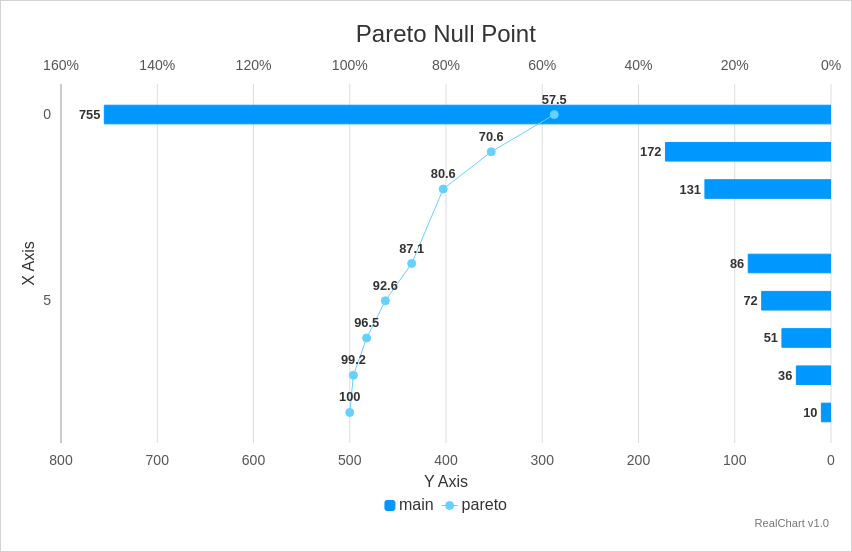 Pareto Null Point
160% 140% 120% 100% 80% 60% 40% 20% 0%
57.5
0 755
70.6
172
80.6
131
87.1
86
92.6
5 72
96.5
51
99.2
36
100
10
X Axis
800 700 600 500 400 300 200 100 0
Y Axis
main pareto
RealChart v1.0